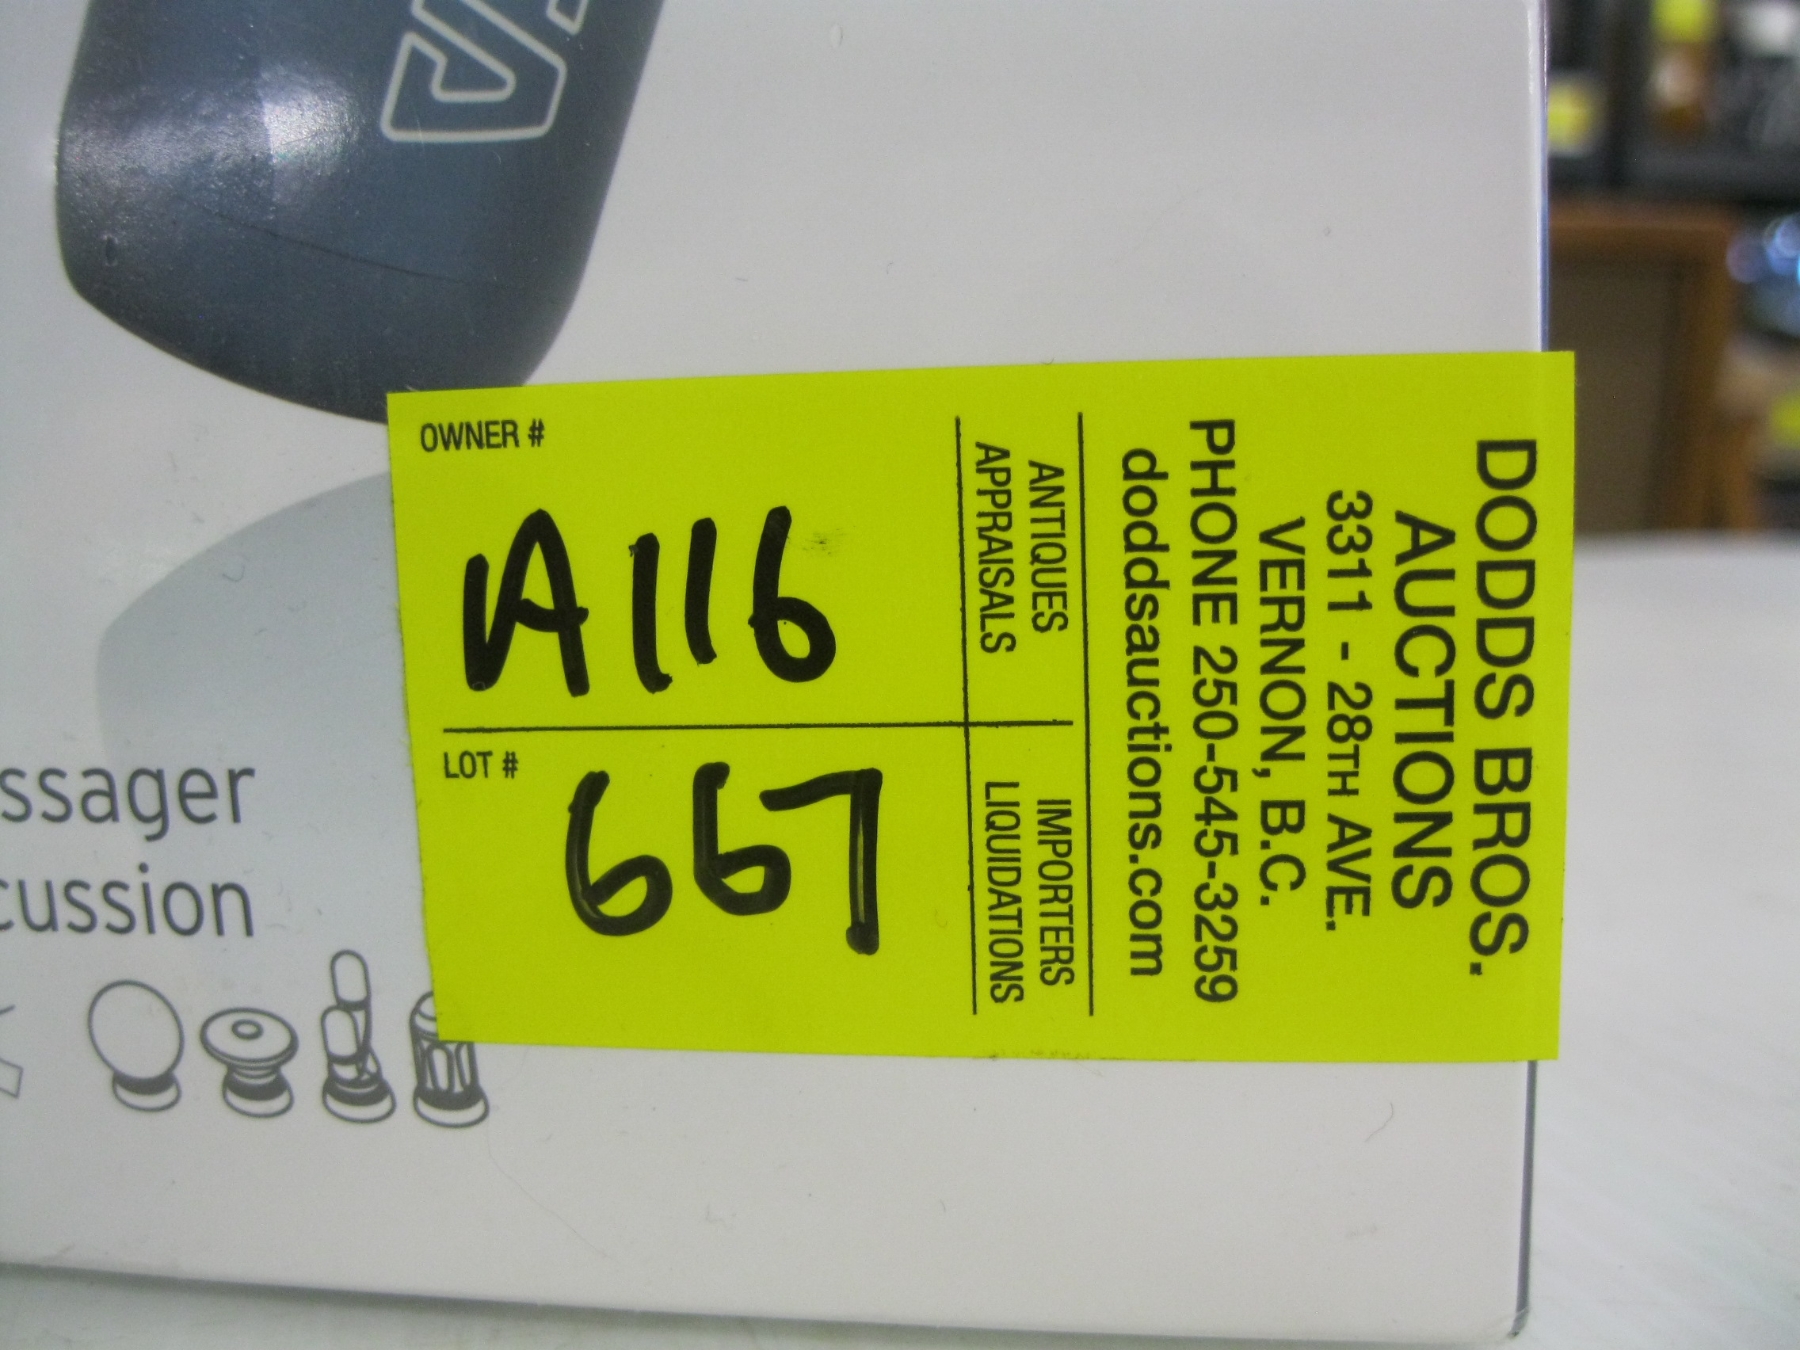 OWNER #
A116
LOT #
667
ANTIQUES
APPRAISALS
IMPORTERS
LIQUIDATIONS
DODDS BROS.
AUCTIONS
3311 - 28TH AVE.
VERNON, B.C.
PHONE 250-545-3259
doddsauctions.com
ssager
cussion